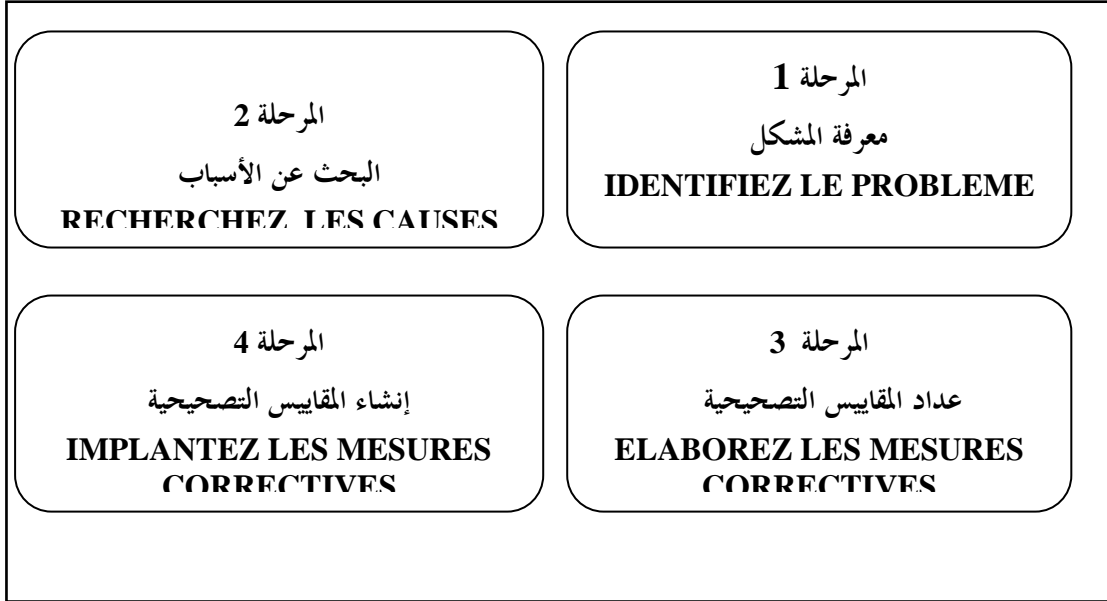 المرحلة 1
معرفة المشكل
IDENTIFIEZ LE PROBLEME
المرحلة 2
البحث عن الأسباب
RECHERCHEZ LES CAUSES
المرحلة 3
عداد المقاييس التصحيحية
ELABOREZ LES MESURES
CORRECTIVES
المرحلة 4
إنشاء المقاييس التصحيحية
IMPLANTEZ LES MESURES
CORRECTIVES